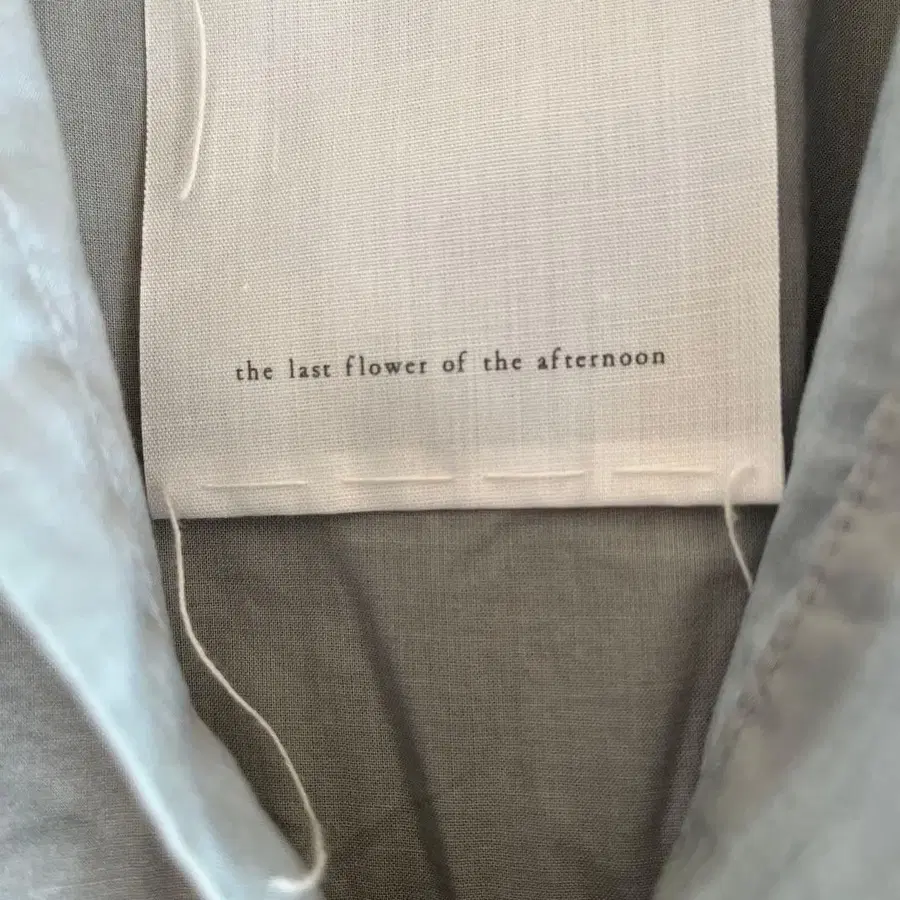 the last flower of the afternoon